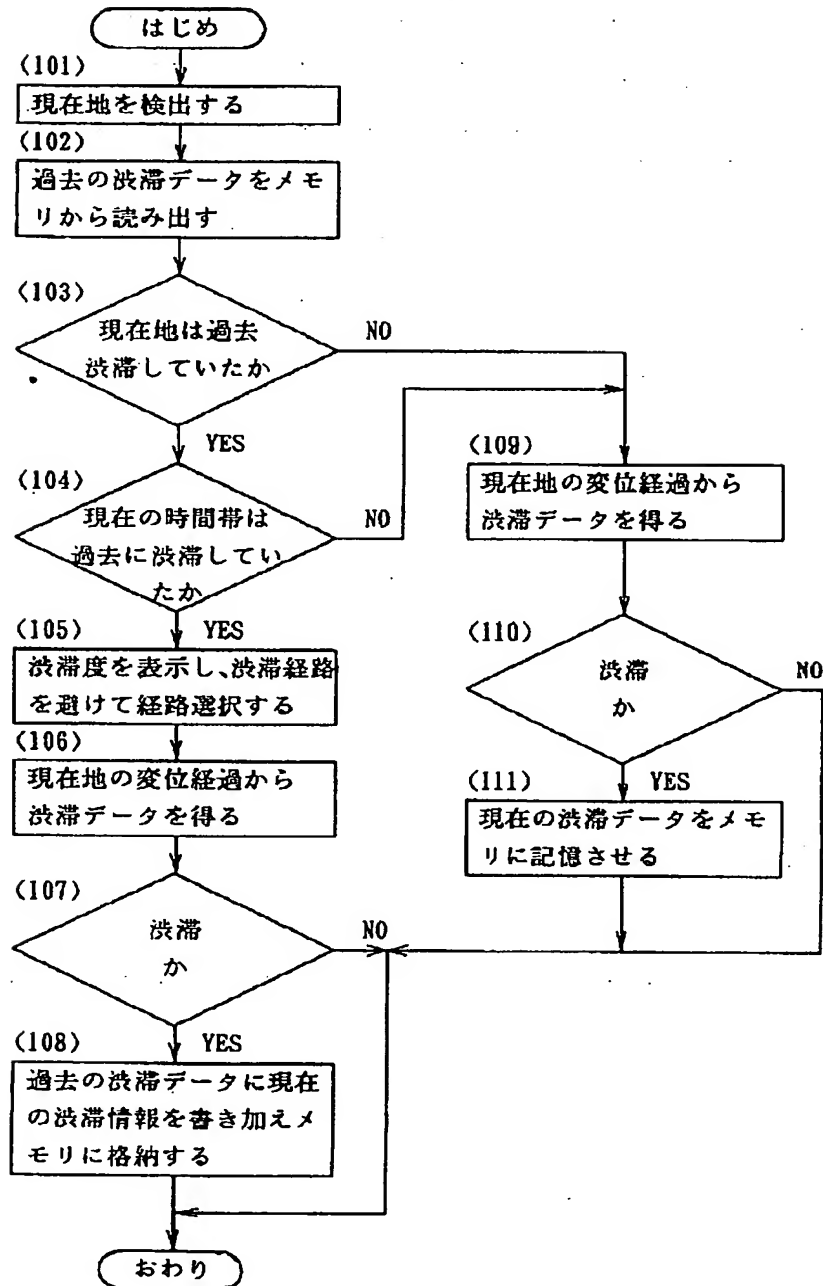 はじめ
(101)
現在地を検出する
(102)
過去の渋滞データをメモ
リから読み出す
(103)
現在地は過去
渋滞していたか
NO
YES
(104)
現在の時間帯は
過去に渋滞してい
たか
NO
YES
(105)
渋滞度を表示し、渋滞経路
を避けて経路選択する
(106)
現在地の変位経過から
渋滞データを得る
(107)
渋滞
か
NO
YES
(108)
過去の渋滞データに現在
の渋滞情報を書き加えメ
モリに格納する
おわり
(109)
現在地の変位経過から
渋滞データを得る
(110)
渋滞
か
NO
YES
(111)
現在の渋滞データをメモ
リに記憶させる